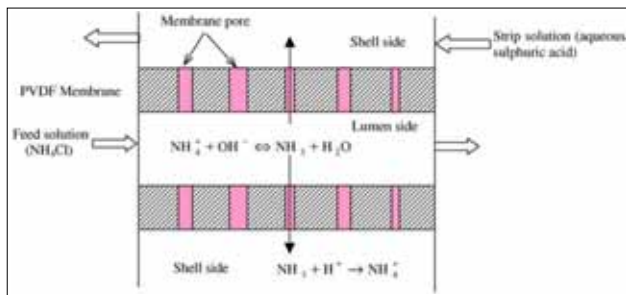 Membrane pore
Shell side
Strip solution (aqueous
sulphuric acid)
PVDF Membrane
Lumen side
Feed solution
(NH₄Cl)
NH₄⁺ + OH⁻ ⇔ NH₃ + H₂O
Shell side
NH₃ + H⁺ → NH₄⁺